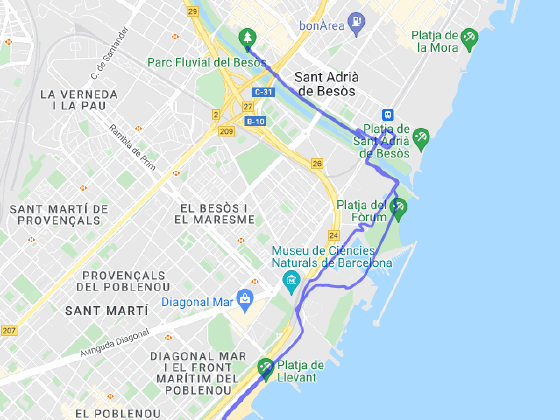 bonÀrea
Platja de
la Mora
Parc Fluvial del Besòs
C. de Santander
Sant Adrià
de Besòs
C-31
LA VERNEDA
I LA PAU
27
2
B-10
209
Platja de
Sant Adrià
de Besòs
Rambla de Prim
26
SANT MARTÍ DE
PROVENÇALS
EL BESÒS I
EL MARESME
Platja del
Fòrum
24
Museu de Ciències
Naturals de Barcelona
PROVENÇALS
DEL POBLENOU
Diagonal Mar
SANT MARTÍ
207
Avinguda Diagonal
DIAGONAL MAR
I EL FRONT
MARÍTIM DEL
POBLENOU
Platja de
Llevant
EL POBLENOU